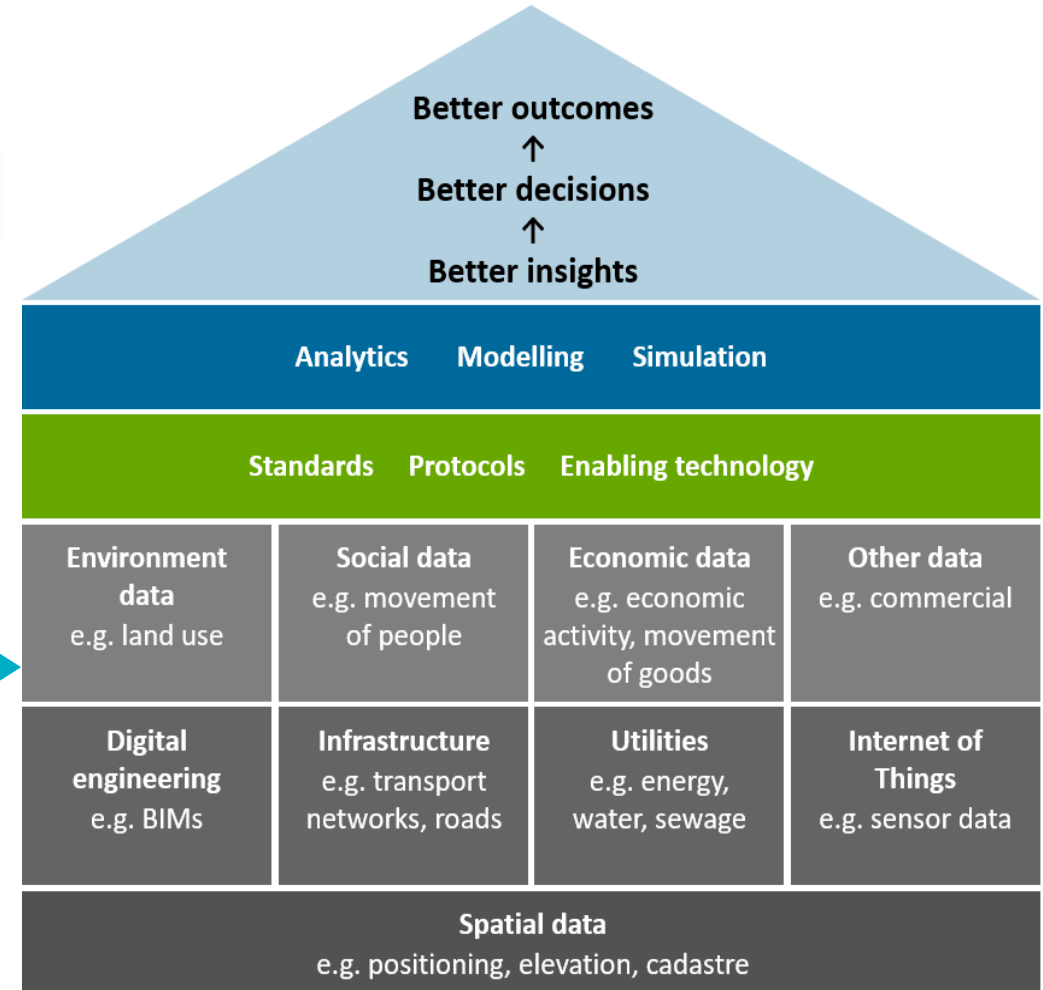 Better outcomes
↑
Better decisions
↑
Better insights
Analytics Modelling Simulation
Standards Protocols Enabling technology
Environment
data
e.g. land use
Social data
e.g. movement
of people
Economic data
e.g. economic
activity, movement
of goods
Other data
e.g. commercial
Digital
engineering
e.g. BIMs
Infrastructure
e.g. transport
networks, roads
Utilities
e.g. energy,
water, sewage
Internet of
Things
e.g. sensor data
Spatial data
e.g. positioning, elevation, cadastre